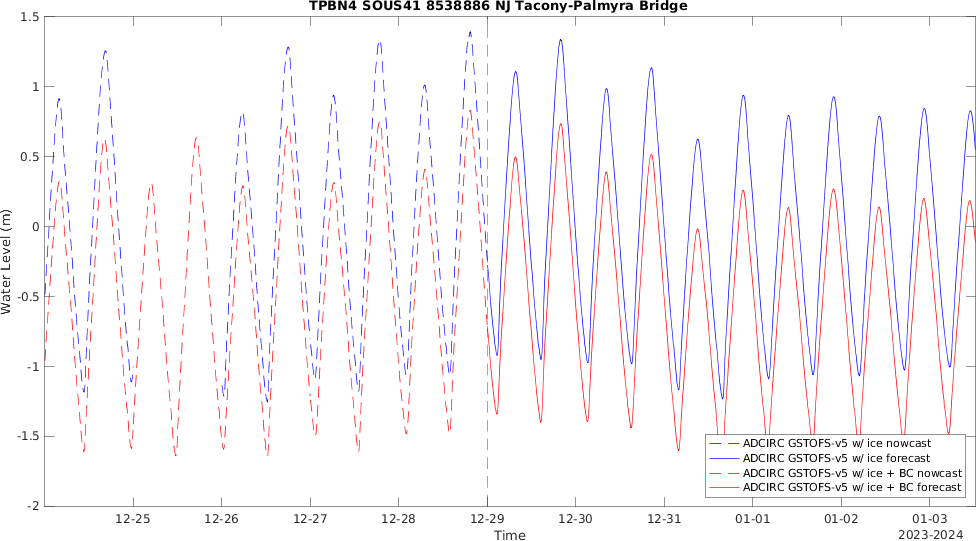 TPBN4 SOUS41 8538886 NJ Tacony-Palmyra Bridge
1.5
1
0.5
0
-0.5
-1
-1.5
-2
Water Level (m)
12-25 12-26 12-27 12-28 12-29 12-30 12-31 01-01 01-02 01-03
Time
2023-2024
ADCIRC GSTOFS-v5 w/ ice nowcast
ADCIRC GSTOFS-v5 w/ ice forecast
ADCIRC GSTOFS-v5 w/ ice + BC nowcast
ADCIRC GSTOFS-v5 w/ ice + BC forecast